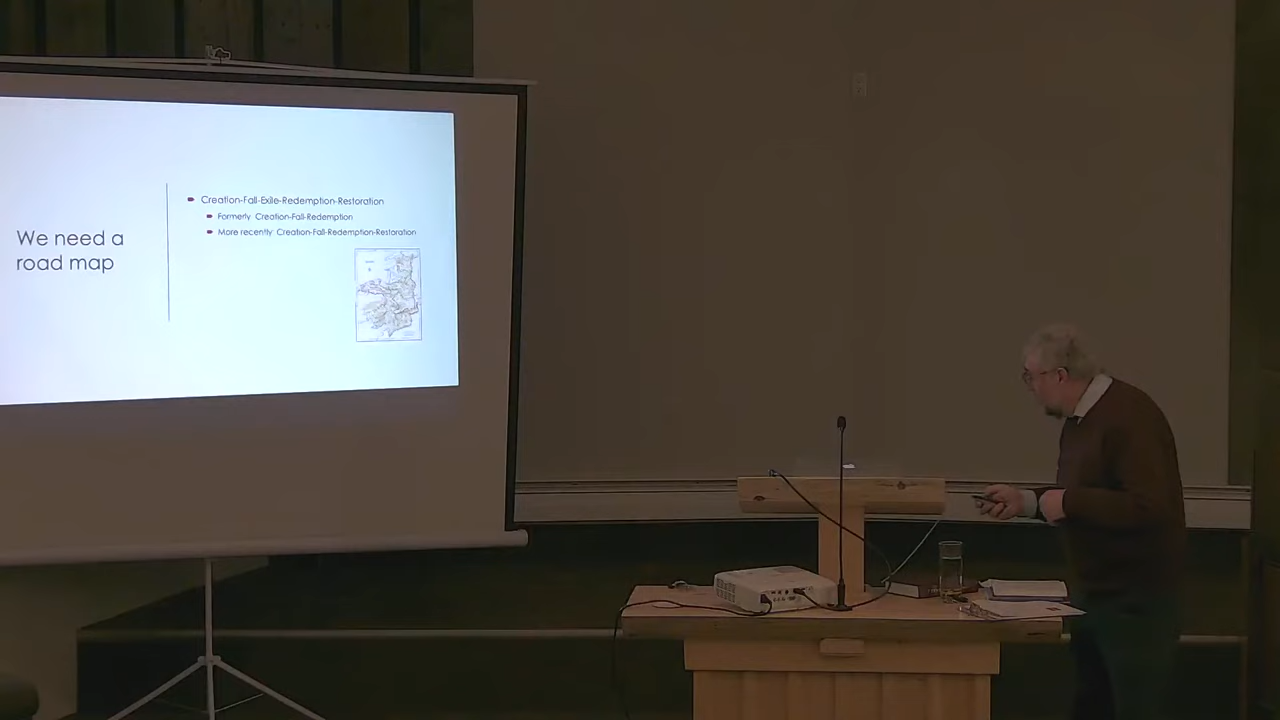 We need a
road map
Creation-Fall-Exile-Redemption-Restoration
Formerly Creation-Fall-Redemption
More recently Creation-Fall-Redemption-Restoration